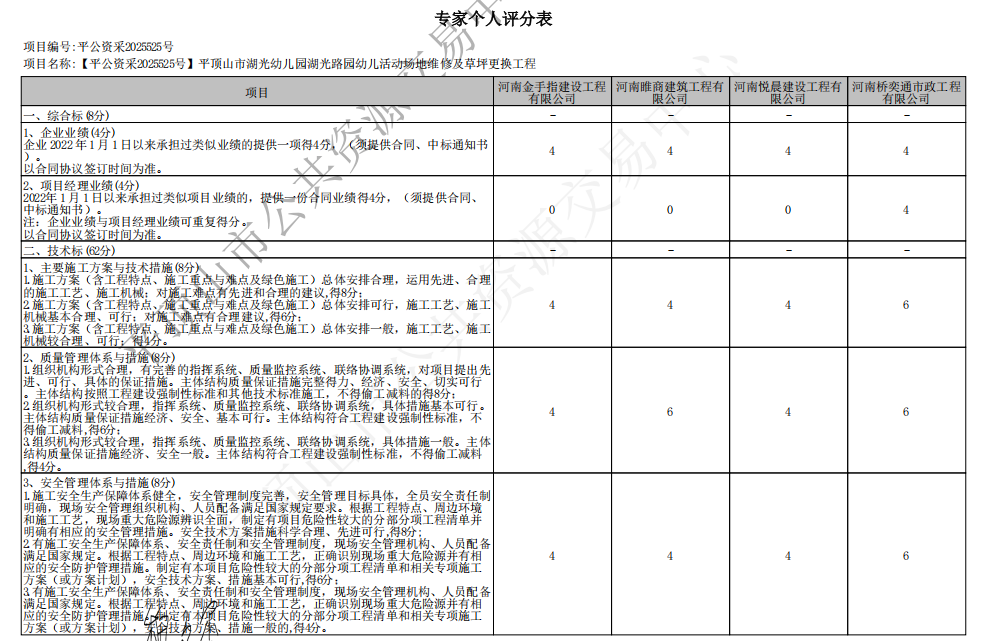 专家个人评分表
项目编号:平公资采2025525号
项目名称:【平公资采2025525号】平顶山市湖光幼儿园湖光路园幼儿活动场地维修及草坪更换工程
项目
河南金手指建设工程
有限公司
河南睢商建筑工程有
限公司
河南悦晨建设工程有
限公司
河南桥奕通市政工程
有限公司
一、综合标(8分)
－ － － －
1、企业业绩(4分)
企业 2022 年 1 月 1 日以来承担过类似业绩的提供一项得4分，（须提供合同、中标通知书
）。
以合同协议签订时间为准。
4 4 4 4
2、项目经理业绩(4分)
2022年 1 月 1 日以来承担过类似项目业绩的，提供一份合同业绩得4分，（须提供合同、
中标通知书）。
注：企业业绩与项目经理业绩可重复得分。
以合同协议签订时间为准。
0 0 0 4
二、技术标(62分)
－ － － －
1、主要施工方案与技术措施(8分)
1.施工方案（含工程特点、施工重点与难点及绿色施工）总体安排合理，运用先进、合理
的施工工艺、施工机械；对施工难点有先进和合理的建议,得8分；
2.施工方案（含工程特点、施工重点与难点及绿色施工）总体安排可行，施工工艺、施工
机械基本合理、可行；对施工难点有合理建议,得6分；
3.施工方案（含工程特点、施工重点与难点及绿色施工）总体安排一般，施工工艺、施工
机械较合理、可行；得4分。
4 4 4 6
2、质量管理体系与措施(8分)
1.组织机构形式合理，有完善的指挥系统、质量监控系统、联络协调系统，对项目提出先
进、可行、具体的保证措施。主体结构质量保证措施完整得力、经济、安全、切实可行
。主体结构按照工程建设强制性标准和其他技术标准施工，不得偷工减料的得8分；
2.组织机构形式较合理，指挥系统、质量监控系统、联络协调系统，具体措施基本可行。
主体结构质量保证措施经济、安全、基本可行。主体结构符合工程建设强制性标准，不
得偷工减料,得6分；
3.组织机构形式较合理，指挥系统、质量监控系统、联络协调系统，具体措施一般。主体
结构质量保证措施经济、安全一般。主体结构符合工程建设强制性标准，不得偷工减料
,得4分。
4 6 4 6
3、安全管理体系与措施(8分)
1.施工安全生产保障体系健全，安全管理制度完善，安全管理目标具体，全员安全责任制
明确，现场安全管理组织机构、人员配备满足国家规定要求。根据工程特点、周边环境
和施工工艺，现场重大危险源辨识全面，制定有项目危险性较大的分部分项工程清单并
明确有相应的安全管理措施。安全技术方案措施科学合理、先进可行,得8分；
2.有施工安全生产保障体系、安全责任制和安全管理制度，现场安全管理机构、人员配备
满足国家规定。根据工程特点、周边环境和施工工艺，正确识别现场重大危险源并有相
应的安全防护管理措施。制定有本项目危险性较大的分部分项工程清单和相关专项施工
方案（或方案计划），安全技术方案、措施基本可行,得6分；
3.有施工安全生产保障体系、安全责任制和安全管理制度，现场安全管理机构、人员配备
满足国家规定。根据工程特点、周边环境和施工工艺，正确识别现场重大危险源并有相
应的安全防护管理措施。制定有本项目危险性较大的分部分项工程清单和相关专项施工
方案（或方案计划），安全技术方案、措施一般的,得4分。
4 4 4 6
平顶山市公共资源交易中心